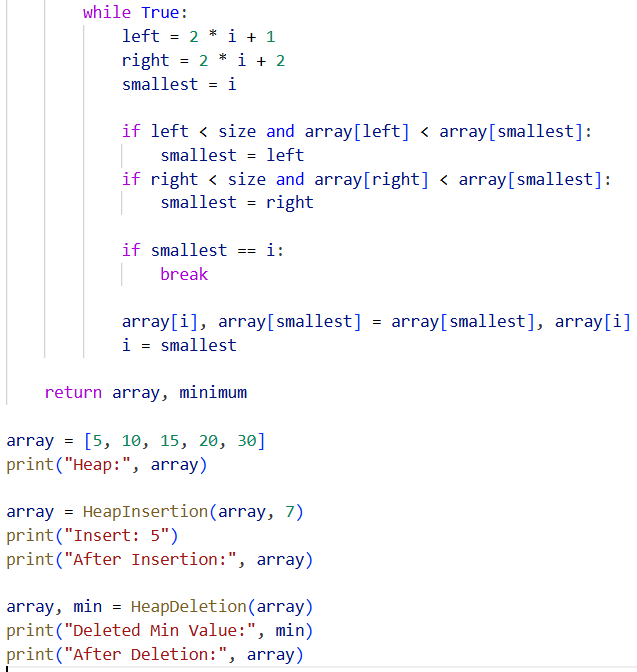 while True:
left = 2 * i + 1
right = 2 * i + 2
smallest = i
if left < size and array[left] < array[smallest]:
smallest = left
if right < size and array[right] < array[smallest]:
smallest = right
if smallest == i:
break
array[i], array[smallest] = array[smallest], array[i]
i = smallest
return array, minimum
array = [5, 10, 15, 20, 30]
print("Heap:", array)
array = HeapInsertion(array, 7)
print("Insert: 5")
print("After Insertion:", array)
array, min = HeapDeletion(array)
print("Deleted Min Value:", min)
print("After Deletion:", array)